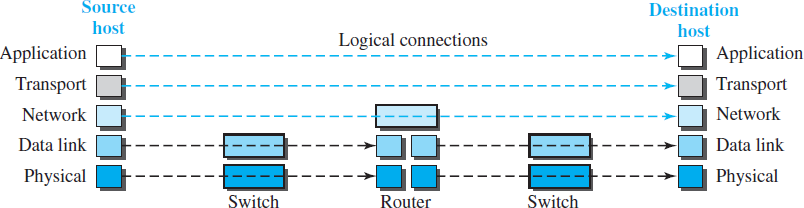 Source
host
Destination
host
Logical connections
Application
Application
Transport
Transport
Network
Network
Data link
Data link
Physical
Physical
Switch
Router
Switch